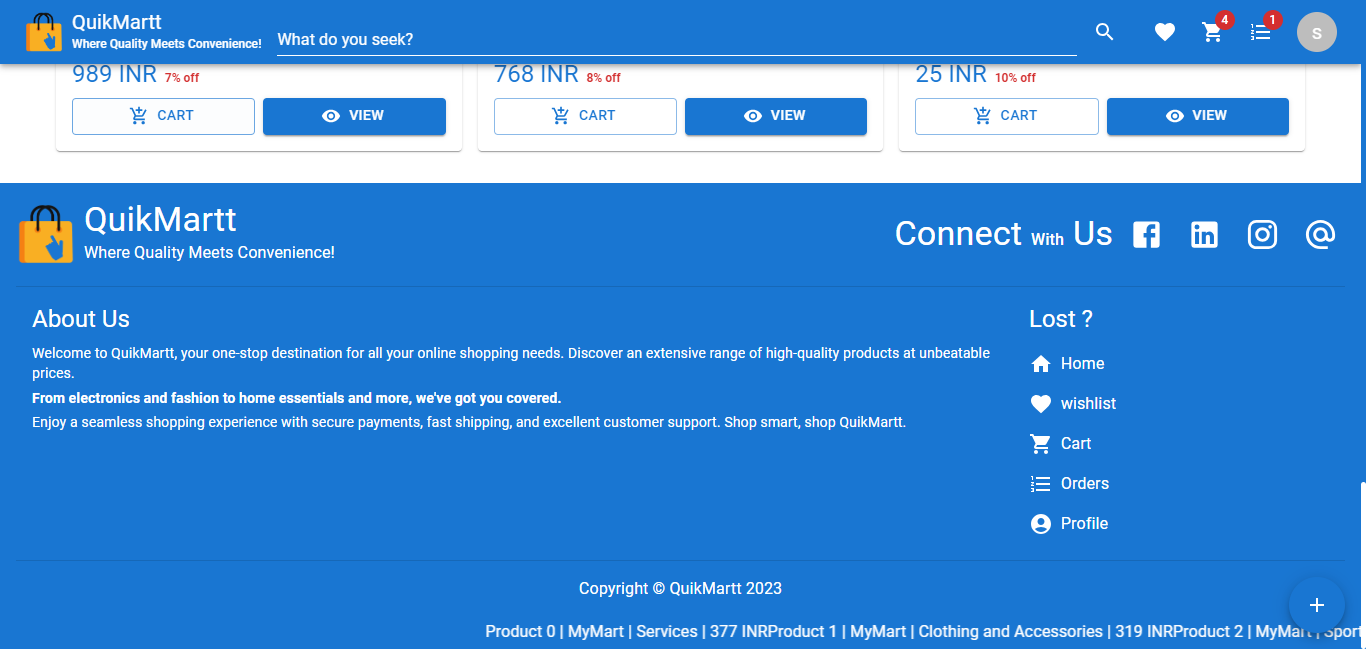 QuikMartt
Where Quality Meets Convenience!
What do you seek?
4
1
S
989 INR 7% off
768 INR 8% off
25 INR 10% off
CART
VIEW
CART
VIEW
CART
VIEW
QuikMartt
Where Quality Meets Convenience!
Connect With Us
About Us
Welcome to QuikMartt, your one-stop destination for all your online shopping needs. Discover an extensive range of high-quality products at unbeatable
prices.
From electronics and fashion to home essentials and more, we've got you covered.
Enjoy a seamless shopping experience with secure payments, fast shipping, and excellent customer support. Shop smart, shop QuikMartt.
Lost ?
Home
wishlist
Cart
Orders
Profile
Copyright © QuikMartt 2023
Product 0 | MyMart | Services | 377 INRProduct 1 | MyMart | Clothing and Accessories | 319 INRProduct 2 | MyMart | Sport